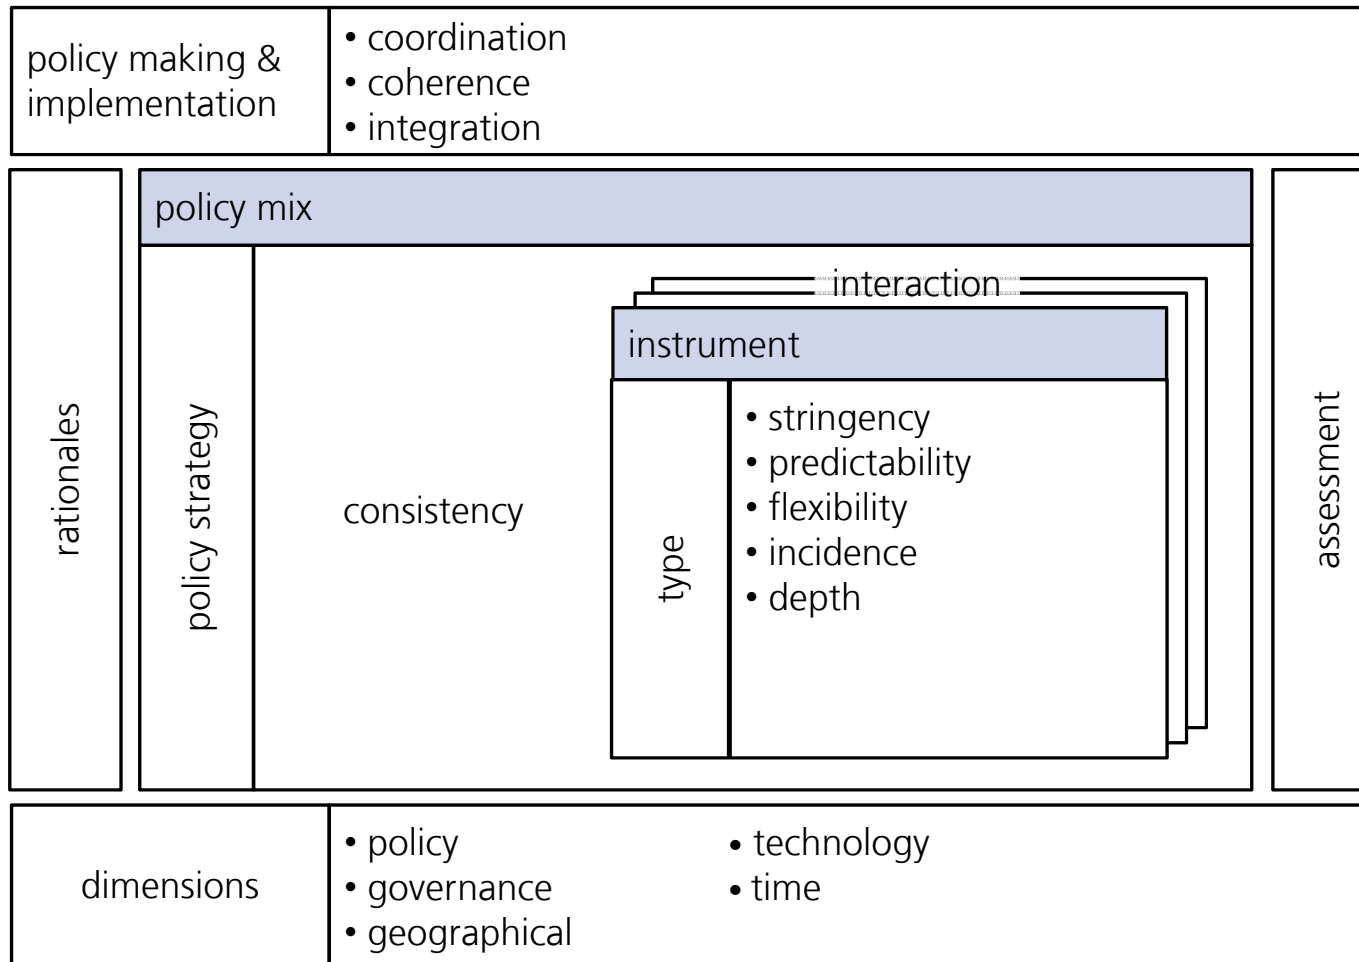 policy making &
implementation
• coordination
• coherence
• integration
rationales
policy mix
policy strategy
consistency
interaction
instrument
type
• stringency
• predictability
• flexibility
• incidence
• depth
assessment
dimensions
• policy
• governance
• geographical
• technology
• time